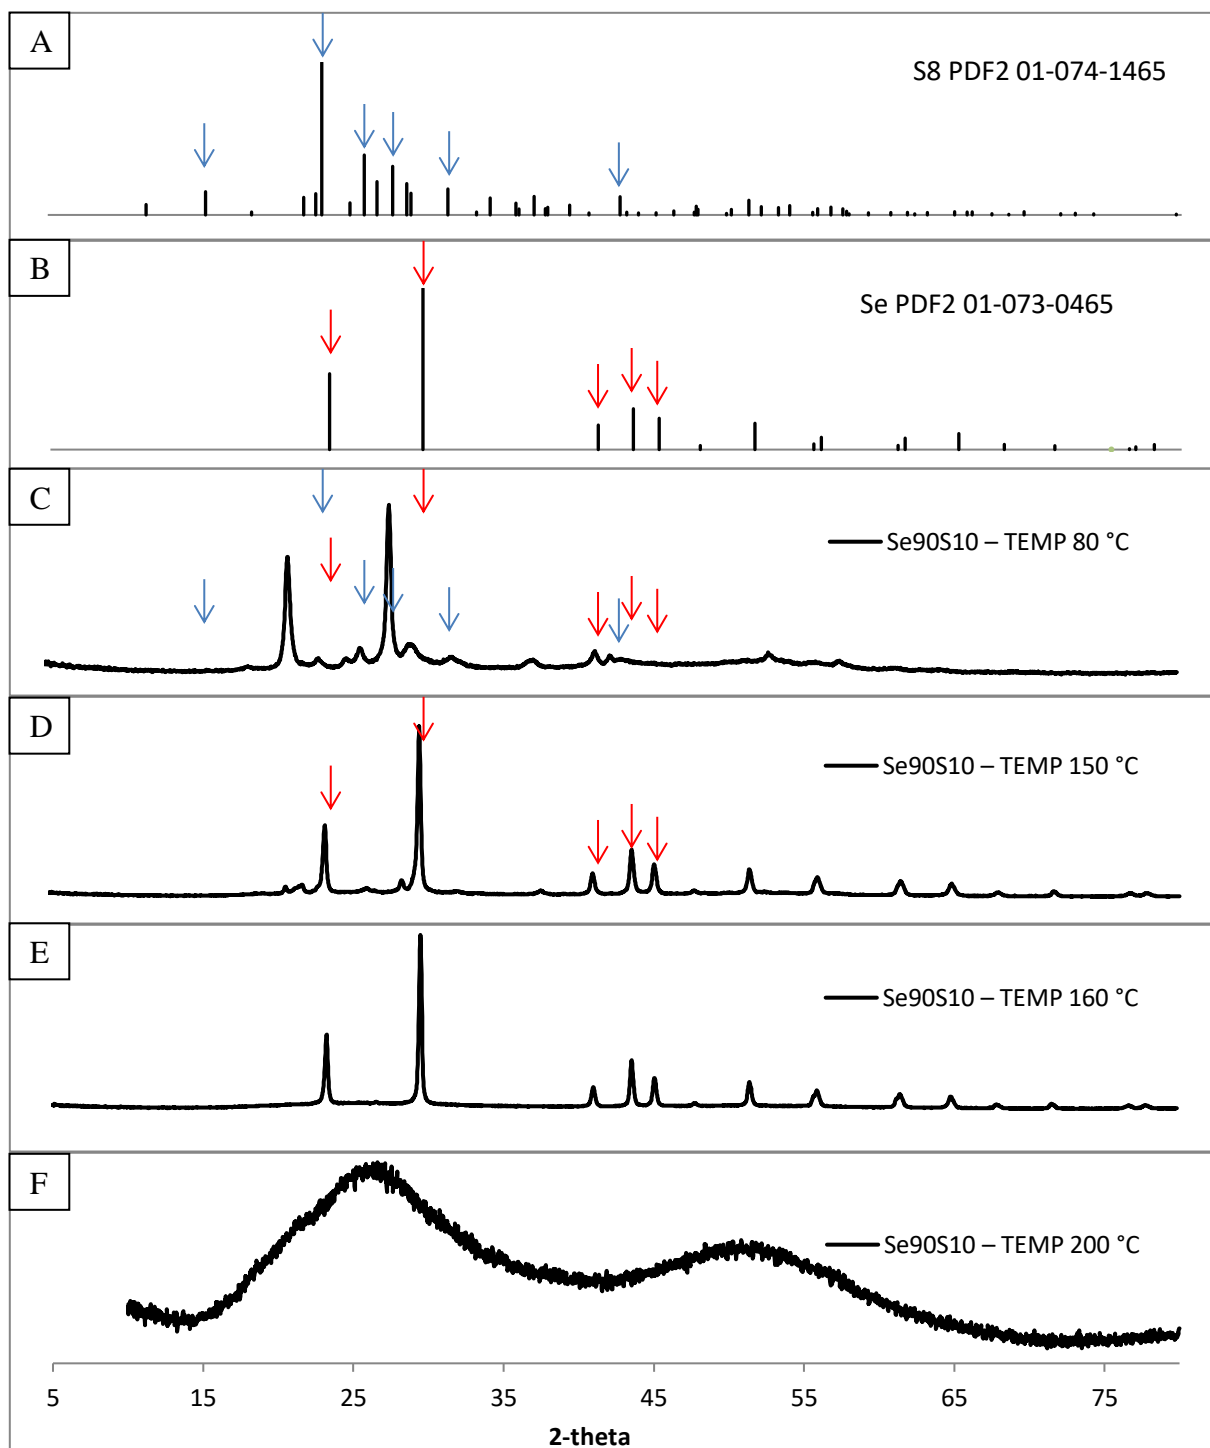 A
S8 PDF2 01-074-1465
B
Se PDF2 01-073-0465
C
Se90S10 – TEMP 80 °C
D
Se90S10 – TEMP 150 °C
E
Se90S10 – TEMP 160 °C
F
Se90S10 – TEMP 200 °C
5 15 25 35 45 55 65 75
2-theta